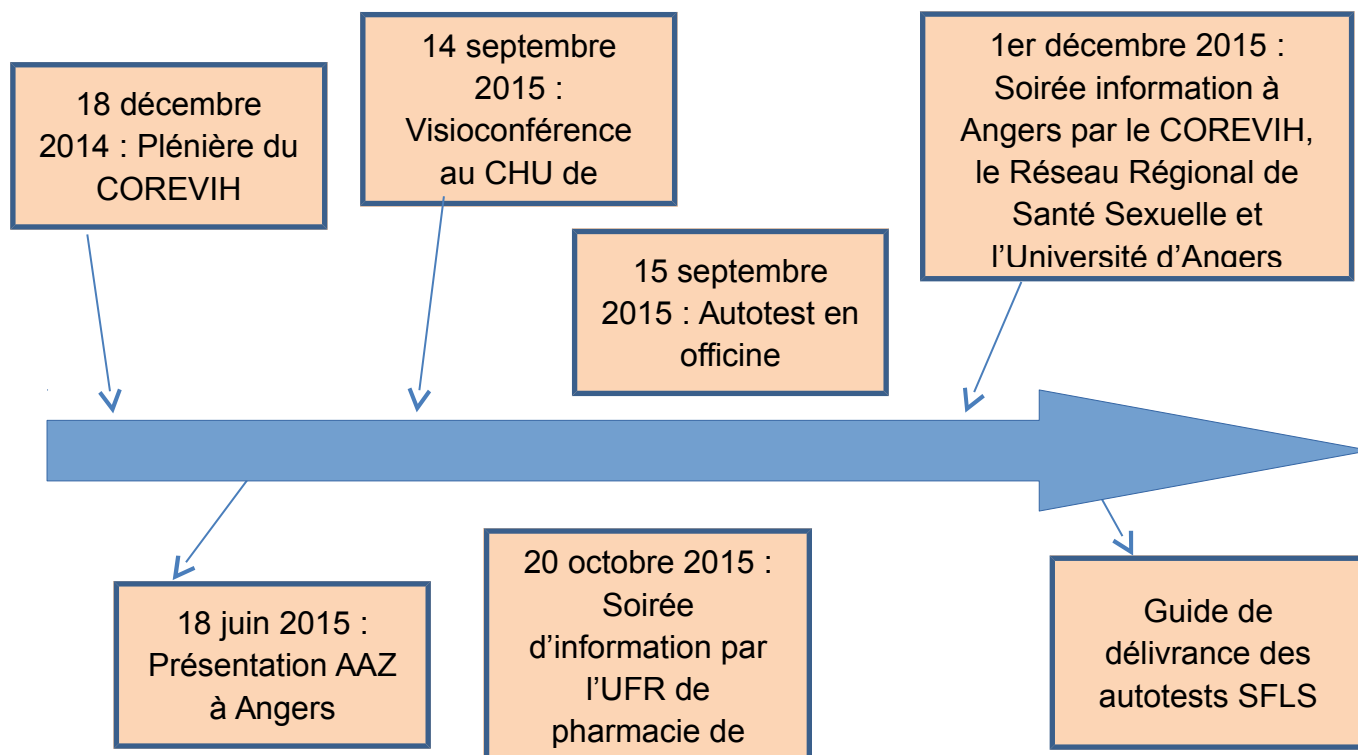 18 décembre
2014 : Plénière du
COREVIH
14 septembre
2015 :
Visioconférence
au CHU de
15 septembre
2015 : Autotest en
officine
1er décembre 2015 :
Soirée information à
Angers par le COREVIH,
le Réseau Régional de
Santé Sexuelle et
l’Université d’Angers
18 juin 2015 :
Présentation AAZ
à Angers
20 octobre 2015 :
Soirée
d’information par
l’UFR de
pharmacie de
Guide de
délivrance des
autotests SFLS